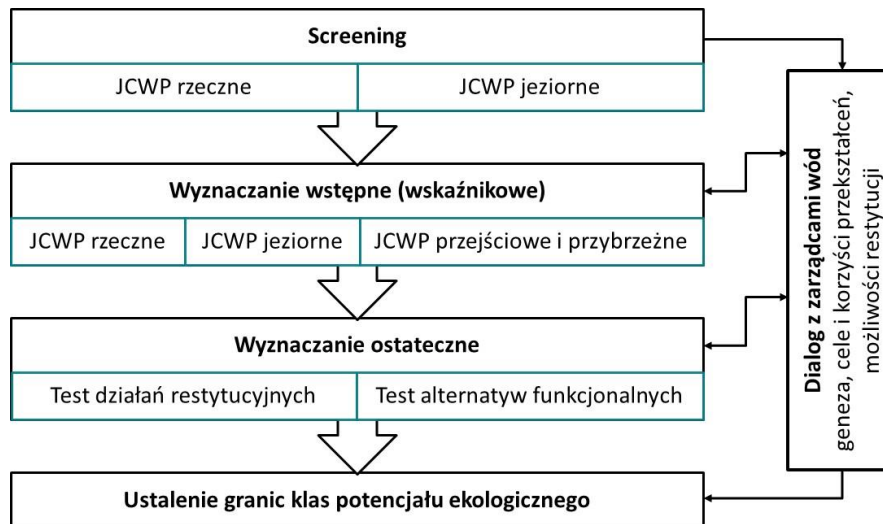 Screening
JCWP rzeczne
JCWP jeziorne
Wyznaczanie wstępne (wskaźnikowe)
JCWP rzeczne
JCWP jeziorne
JCWP przejściowe i przybrzeżne
Wyznaczanie ostateczne
Test działań restytucyjnych
Test alternatyw funkcjonalnych
Ustalenie granic klas potencjału ekologicznego
Dialog z zarządcami wód
geneza, cele i korzyści przekształceń,
możliwości restytucji